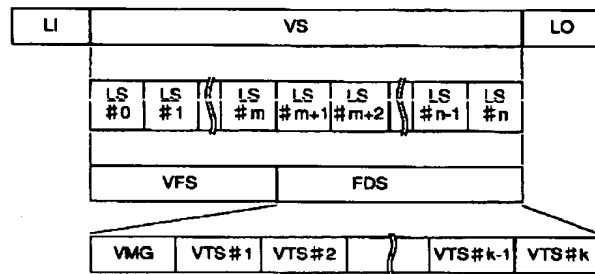 LI VS LO
LS LS LS LS LS LS LS
#0 #1 #m #m+1 #m+2 #n-1 #n
VFS FDS
VMG VTS#1 VTS#2 VTS#k-1 VTS#k